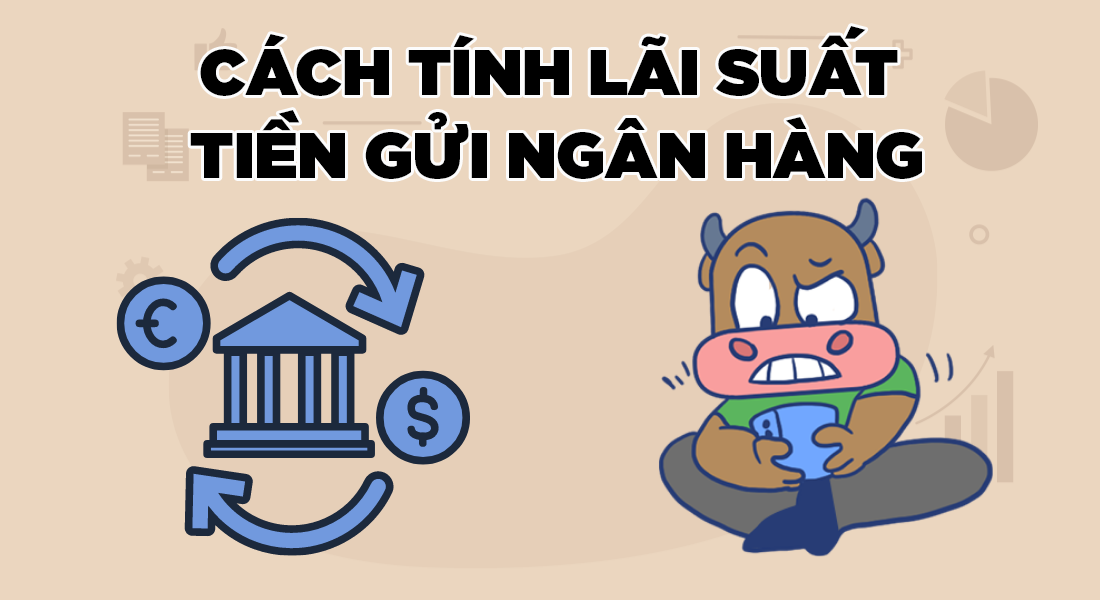 CÁCH TÍNH LÃI SUẤT
TIỀN GỬI NGÂN HÀNG
€
$